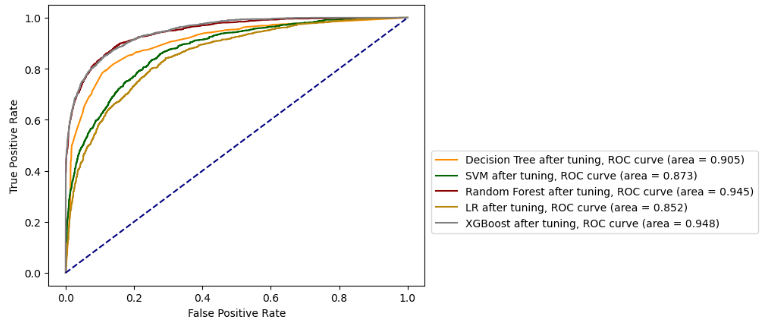 1.0
0.8
0.6
0.4
0.2
0.0
True Positive Rate
0.0 0.2 0.4 0.6 0.8 1.0
False Positive Rate
Decision Tree after tuning, ROC curve (area = 0.905)
SVM after tuning, ROC curve (area = 0.873)
Random Forest after tuning, ROC curve (area = 0.945)
LR after tuning, ROC curve (area = 0.852)
XGBoost after tuning, ROC curve (area = 0.948)